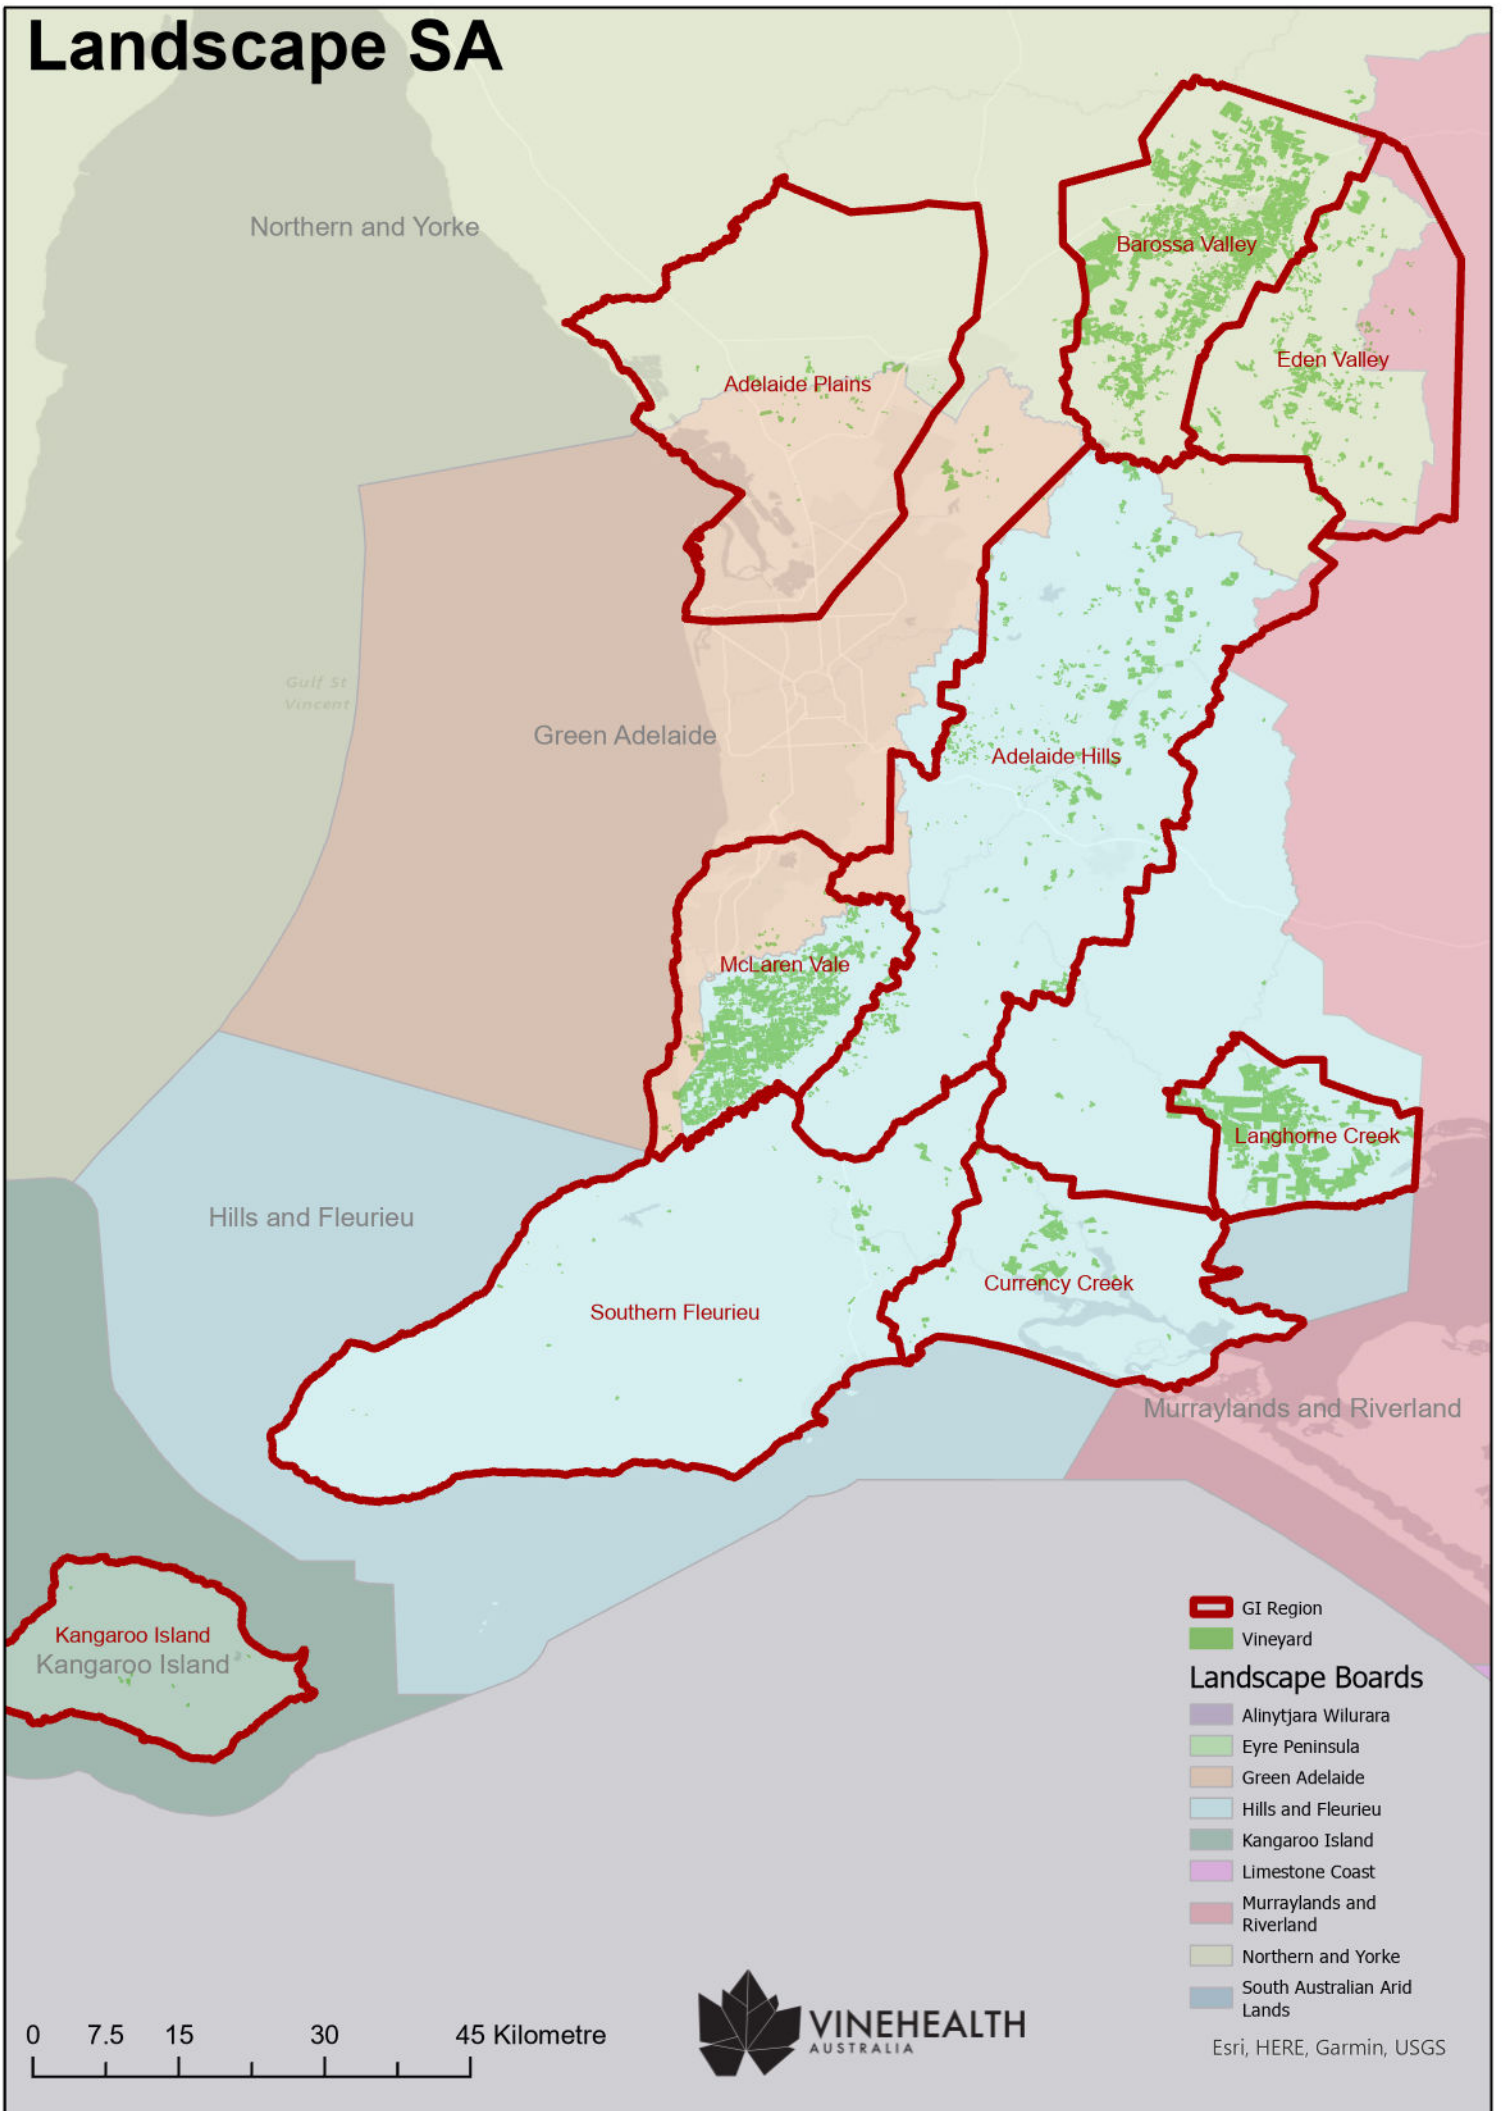 Landscape SA
Northern and Yorke
Barossa Valley
Eden Valley
Adelaide Plains
Gulf St
Vincent
Green Adelaide
Adelaide Hills
McLaren Vale
Langhorne Creek
Hills and Fleurieu
Currency Creek
Southern Fleurieu
Murraylands and Riverland
Kangaroo Island
Kangaroo Island
GI Region
Vineyard
Landscape Boards
Alinytjara Wilurara
Eyre Peninsula
Green Adelaide
Hills and Fleurieu
Kangaroo Island
Limestone Coast
Murraylands and
Riverland
Northern and Yorke
South Australian Arid
Lands
0 7.5 15 30 45 Kilometre
VINEHEALTH
AUSTRALIA
Esri, HERE, Garmin, USGS